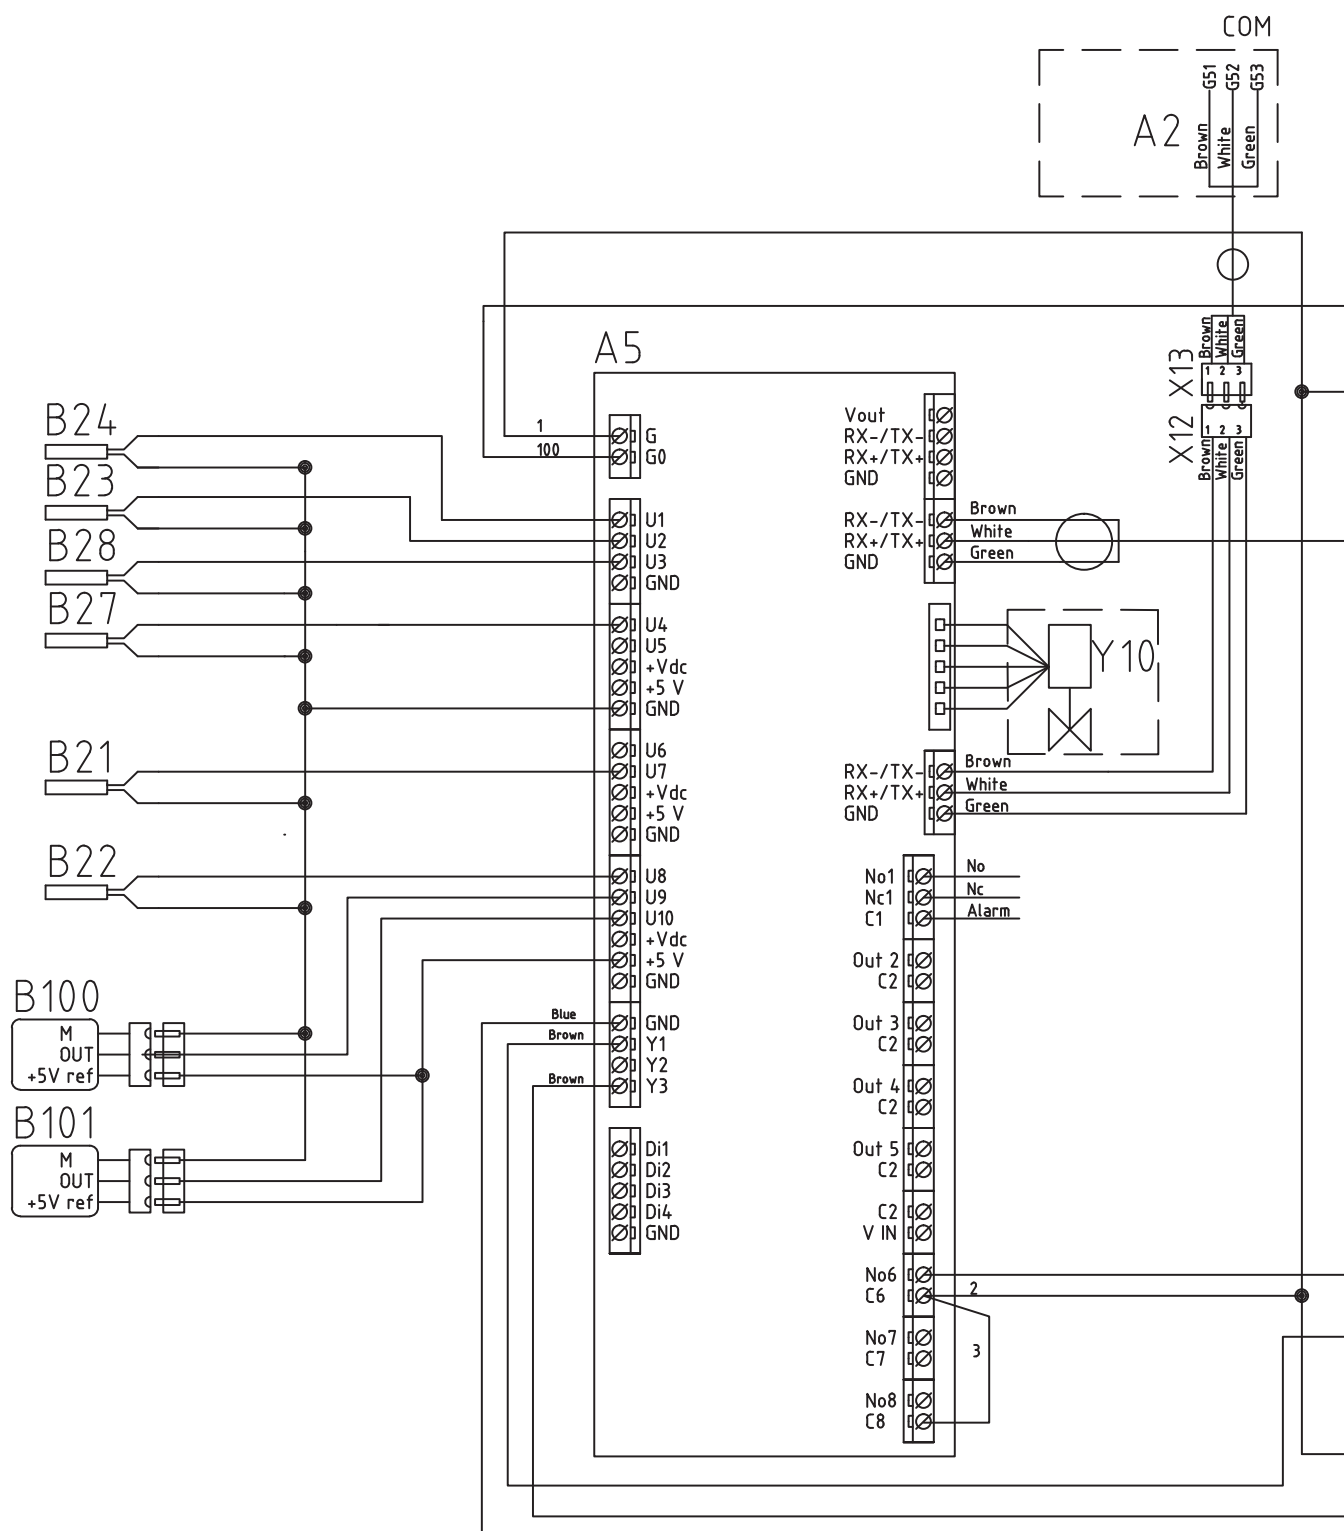 COM
G51
G52
G53
A2
Brown
White
Green
A5
Brown
White
Green
X13
1 2 3
X12
1 2 3
Brown
White
Green
B24
B23
B28
B27
B21
B22
B100
M
OUT
+5V ref
B101
M
OUT
+5V ref
1
100
G
G0
U1
U2
U3
GND
U4
U5
+Vdc
+5 V
GND
U6
U7
+Vdc
+5 V
GND
U8
U9
U10
+Vdc
+5 V
GND
Blue
GND
Brown
Y1
Y2
Brown
Y3
Di1
Di2
Di3
Di4
GND
Vout
RX-/TX-
RX+/TX+
GND
RX-/TX-
Brown
RX+/TX+
White
GND
Green
Y10
RX-/TX-
Brown
RX+/TX+
White
GND
Green
No1
No
Nc1
Nc
C1
Alarm
Out 2
C2
Out 3
C2
Out 4
C2
Out 5
C2
C2
V IN
No6
C6
2
No7
C7
3
No8
C8